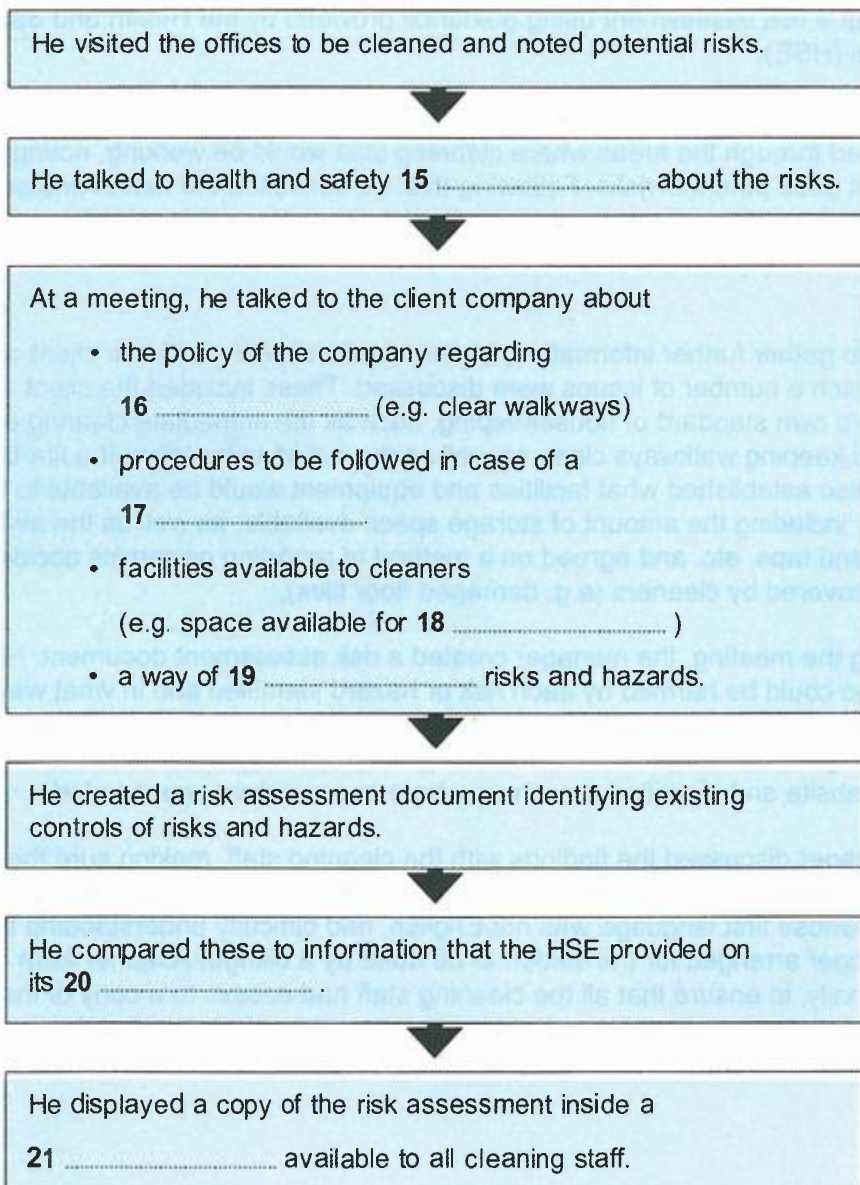 He visited the offices to be cleaned and noted potential risks.
He talked to health and safety 15 .................... about the risks.
At a meeting, he talked to the client company about
• the policy of the company regarding
16 .................... (e.g. clear walkways)
• procedures to be followed in case of a
17 ....................
• facilities available to cleaners
(e.g. space available for 18 .................... )
• a way of 19 .................... risks and hazards.
He created a risk assessment document identifying existing
controls of risks and hazards.
He compared these to information that the HSE provided on
its 20 .................... .
He displayed a copy of the risk assessment inside a
21 .................... available to all cleaning staff.